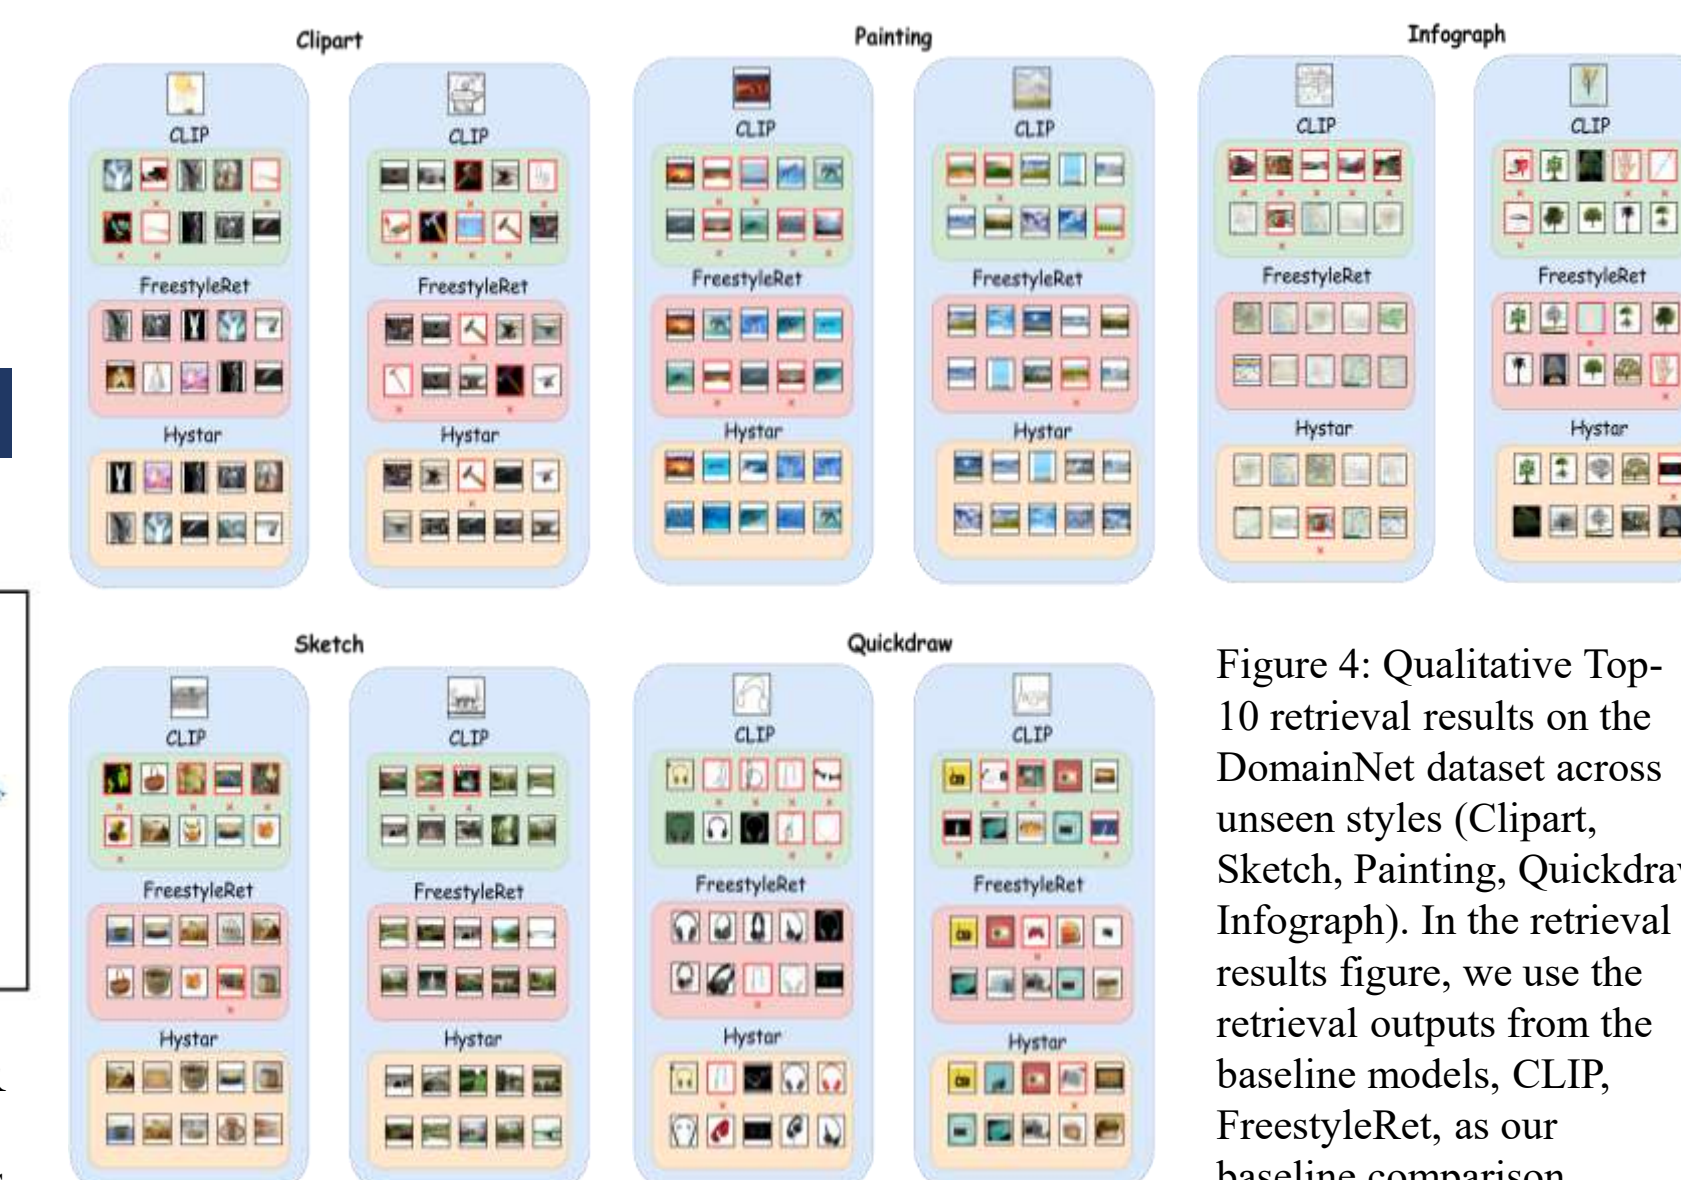 Clipart
CLIP
FreestyleRet
Hystar
CLIP
FreestyleRet
Hystar
Painting
CLIP
FreestyleRet
Hystar
CLIP
FreestyleRet
Hystar
Infograph
CLIP
FreestyleRet
Hystar
CLIP
FreestyleRet
Hystar
Sketch
CLIP
FreestyleRet
Hystar
CLIP
FreestyleRet
Hystar
Quickdraw
CLIP
FreestyleRet
Hystar
CLIP
FreestyleRet
Hystar
Figure 4: Qualitative Top-
10 retrieval results on the
DomainNet dataset across
unseen styles (Clipart,
Sketch, Painting, Quickdraw
Infograph). In the retrieval
results figure, we use the
retrieval outputs from the
baseline models, CLIP,
FreestyleRet, as our
baseline comparison